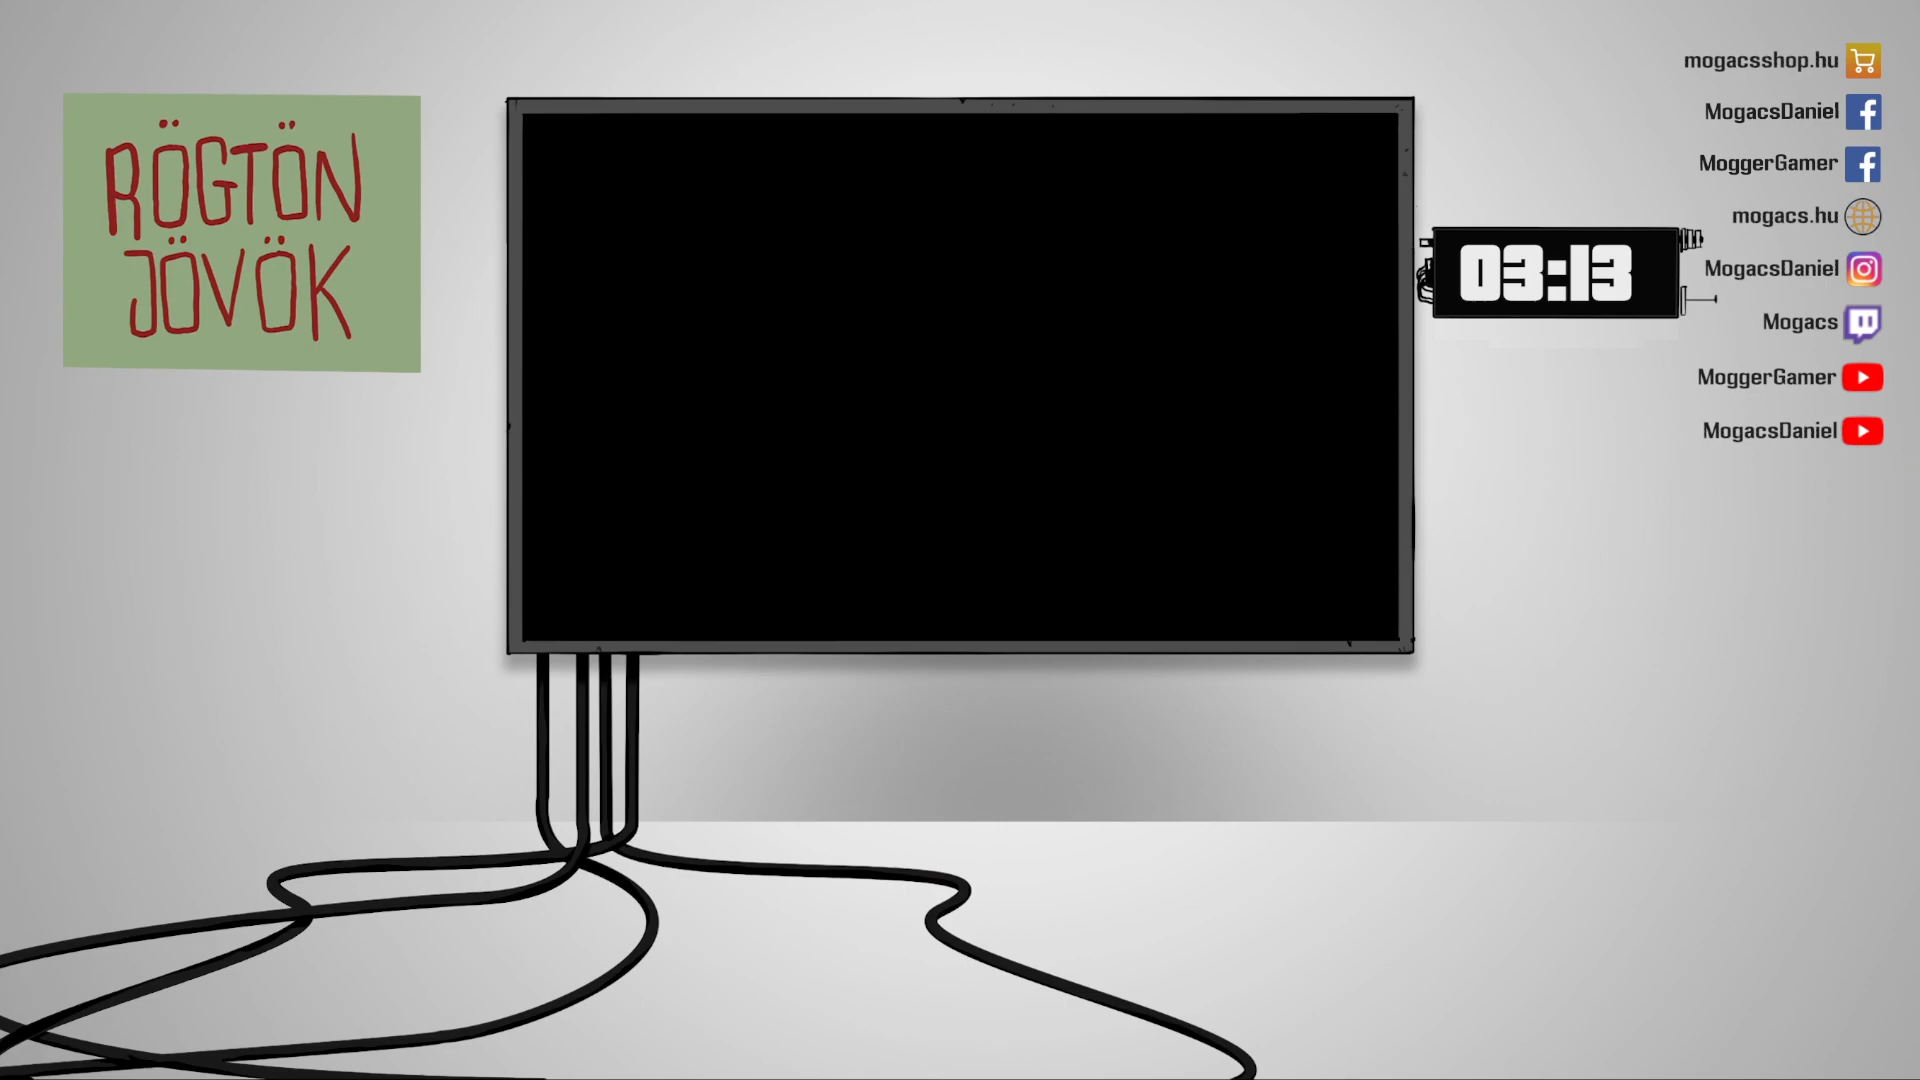 RÖGTÖN
JÖVÖK
03:13
mogacsshop.hu
MogacsDaniel
MoggerGamer
mogacs.hu
MogacsDaniel
Mogacs
MoggerGamer
MogacsDaniel